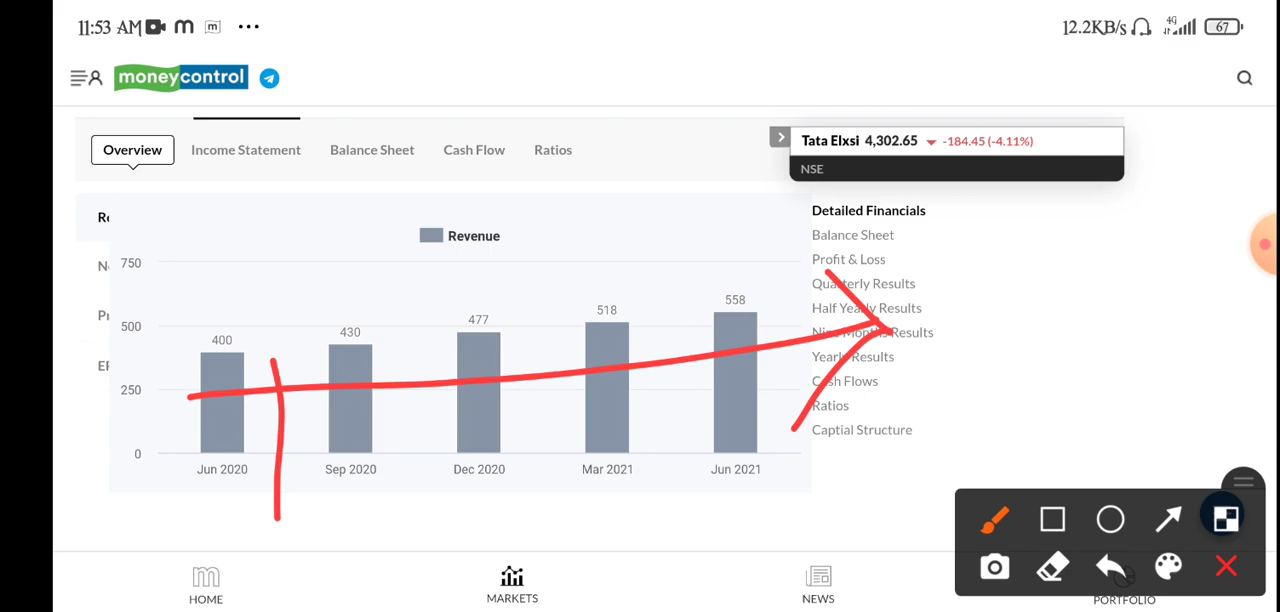 11:53 AM m m ...
12.2KB/s 4G 67
moneycontrol
Overview Income Statement Balance Sheet Cash Flow Ratios
Tata Elxsi 4,302.65 -184.45 (-4.11%)
NSE
Revenue
750
500
250
0
400 430 477 518 558
Jun 2020 Sep 2020 Dec 2020 Mar 2021 Jun 2021
Detailed Financials
Balance Sheet
Profit & Loss
Quarterly Results
Half Yearly Results
Nine Months Results
Yearly Results
Cash Flows
Ratios
Captial Structure
HOME MARKETS NEWS PORTFOLIO